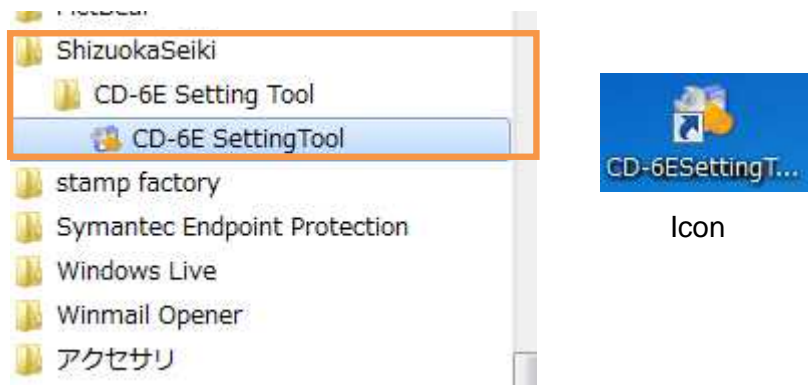 ShizuokaSeiki
CD-6E Setting Tool
CD-6E SettingTool
stamp factory
Symantec Endpoint Protection
Windows Live
Winmail Opener
アクセサリ
CD-6ESettingT...
Icon